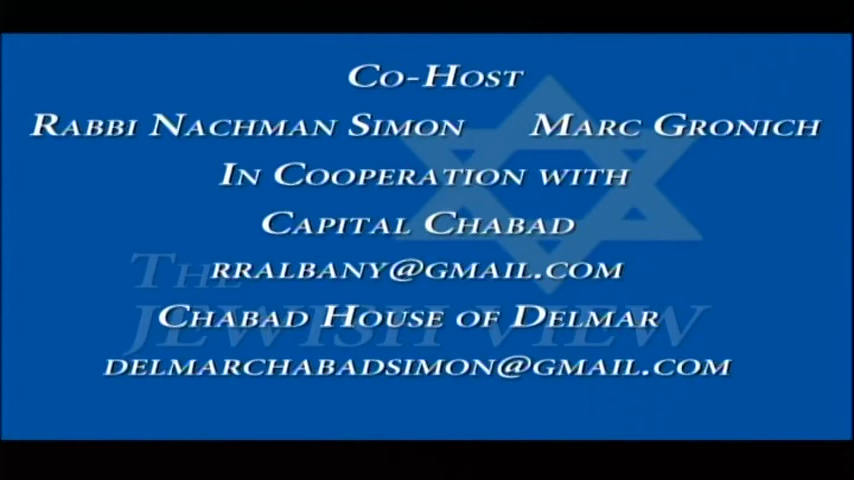 Co-Host
Rabbi Nachman Simon Marc Gronich
In Cooperation with
Capital Chabad
rralbany@gmail.com
Chabad House of Delmar
delmarchabadsimon@gmail.com
The
Jewish View